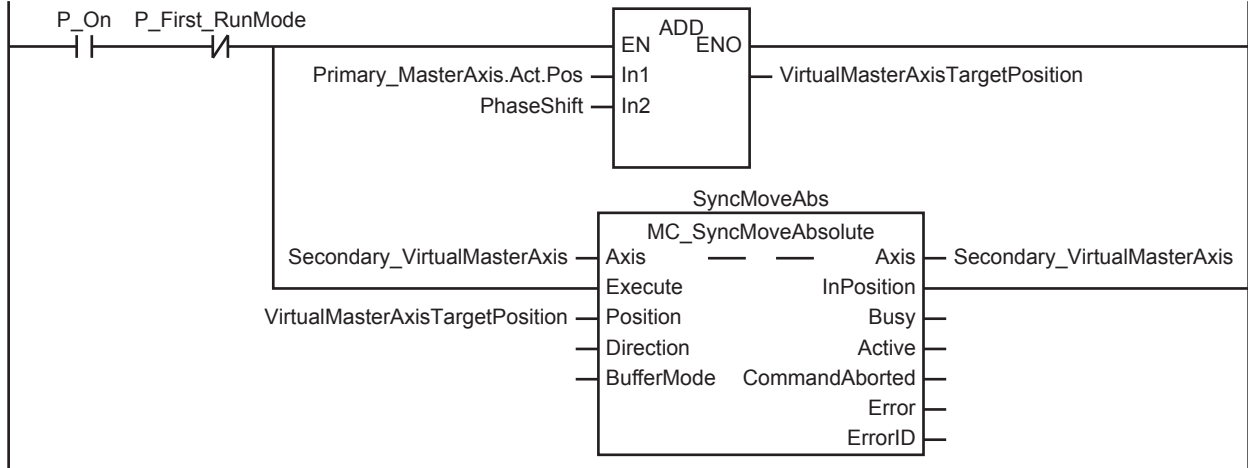 P_On P_First_RunMode
ADD
EN ENO
Primary_MasterAxis.Act.Pos In1 VirtualMasterAxisTargetPosition
PhaseShift In2
SyncMoveAbs
MC_SyncMoveAbsolute
Secondary_VirtualMasterAxis Axis Axis Secondary_VirtualMasterAxis
Execute InPosition
VirtualMasterAxisTargetPosition Position Busy
Direction Active
BufferMode CommandAborted
Error
ErrorID